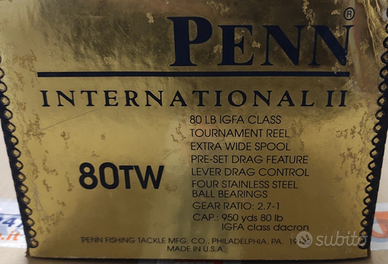 PENN®
INTERNATIONAL II
80TW
80 LB IGFA CLASS
TOURNAMENT REEL
EXTRA WIDE SPOOL
PRE-SET DRAG FEATURE
LEVER DRAG CONTROL
FOUR STAINLESS STEEL
BALL BEARINGS
GEAR RATIO: 2.7-1
CAP: 950 yds 80 lb
IGFA class dacron
PENN FISHING TACKLE MFG. CO., PHILADELPHIA, PA.
MADE IN U.S.A.
subito